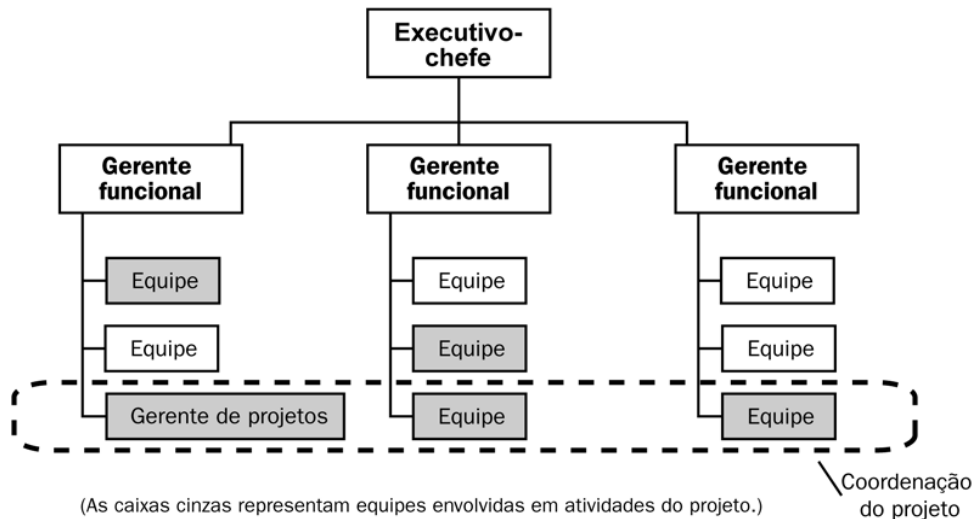 Executivo-
chefe
Gerente
funcional
Gerente
funcional
Gerente
funcional
Equipe
Equipe
Equipe
Equipe
Equipe
Equipe
Gerente de projetos
Equipe
Equipe
Coordenação
do projeto
(As caixas cinzas representam equipes envolvidas em atividades do projeto.)